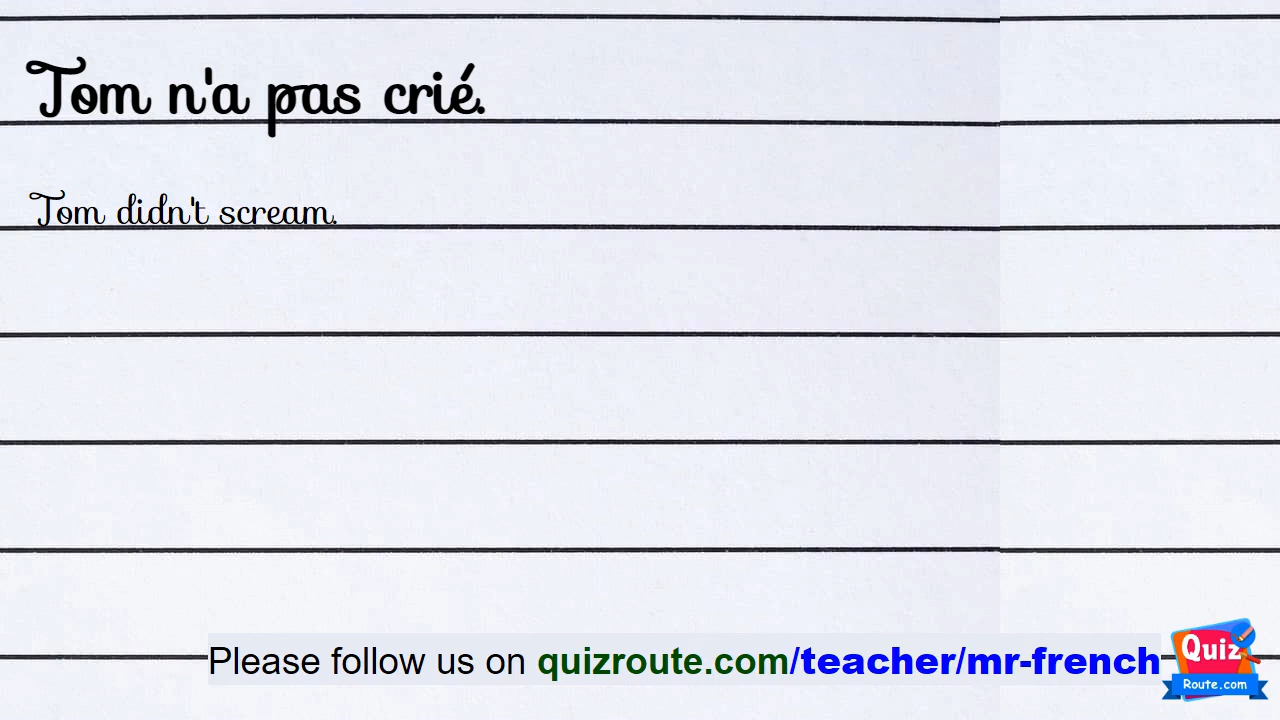 Tom n'a pas crié.
Tom didn't scream.
Please follow us on quizroute.com/teacher/mr-french
Quiz
Route.com